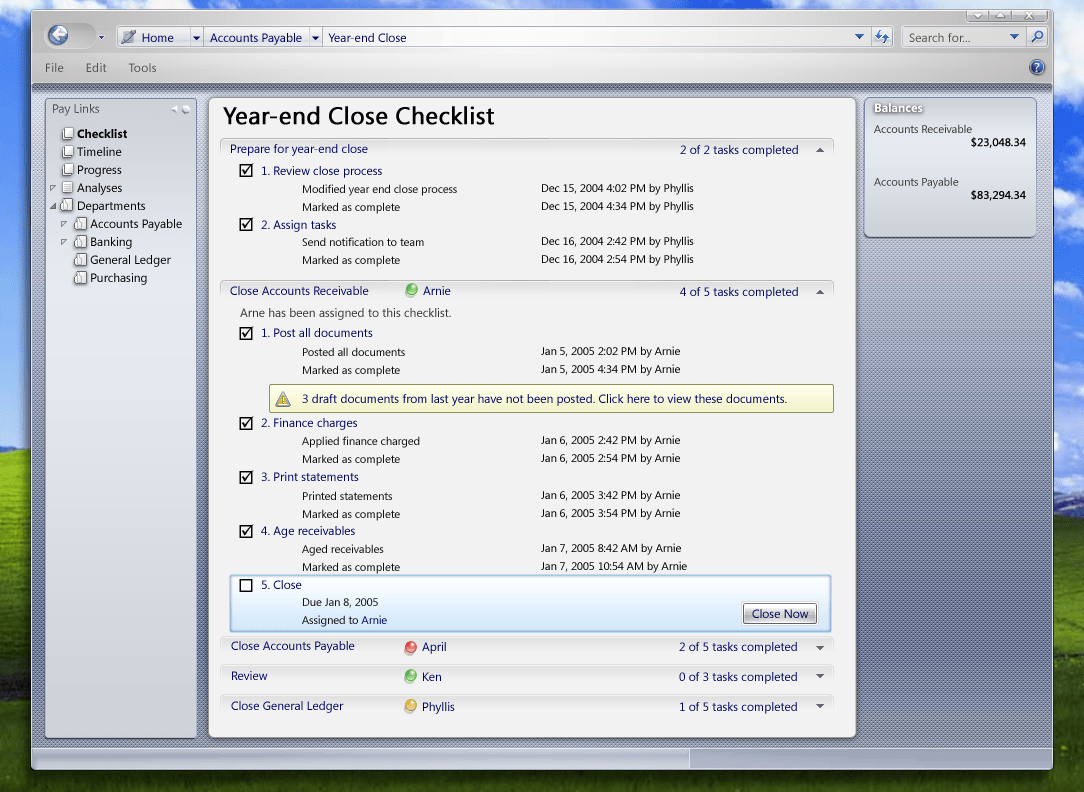 Home
Accounts Payable
Year-end Close
Search for...
File Edit Tools
?
Pay Links
Checklist
Timeline
Progress
Analyses
Departments
Accounts Payable
Banking
General Ledger
Purchasing
Year-end Close Checklist
Prepare for year-end close 2 of 2 tasks completed
1. Review close process
Modified year end close process Dec 15, 2004 4:02 PM by Phyllis
Marked as complete Dec 15, 2004 4:34 PM by Phyllis
2. Assign tasks
Send notification to team Dec 16, 2004 2:42 PM by Phyllis
Marked as complete Dec 16, 2004 2:54 PM by Phyllis
Close Accounts Receivable Arnie 4 of 5 tasks completed
Arne has been assigned to this checklist.
1. Post all documents
Posted all documents Jan 5, 2005 2:02 PM by Arnie
Marked as complete Jan 5, 2005 4:34 PM by Arnie
3 draft documents from last year have not been posted. Click here to view these documents.
2. Finance charges
Applied finance charged Jan 6, 2005 2:42 PM by Arnie
Marked as complete Jan 6, 2005 2:54 PM by Arnie
3. Print statements
Printed statements Jan 6, 2005 3:42 PM by Arnie
Marked as complete Jan 6, 2005 3:54 PM by Arnie
4. Age receivables
Aged receivables Jan 7, 2005 8:42 AM by Arnie
Marked as complete Jan 7, 2005 10:54 AM by Arnie
5. Close
Due Jan 8, 2005
Assigned to Arnie
Close Now
Close Accounts Payable April 2 of 5 tasks completed
Review Ken 0 of 3 tasks completed
Close General Ledger Phyllis 1 of 5 tasks completed
Balances
Accounts Receivable
$23,048.34
Accounts Payable
$83,294.34